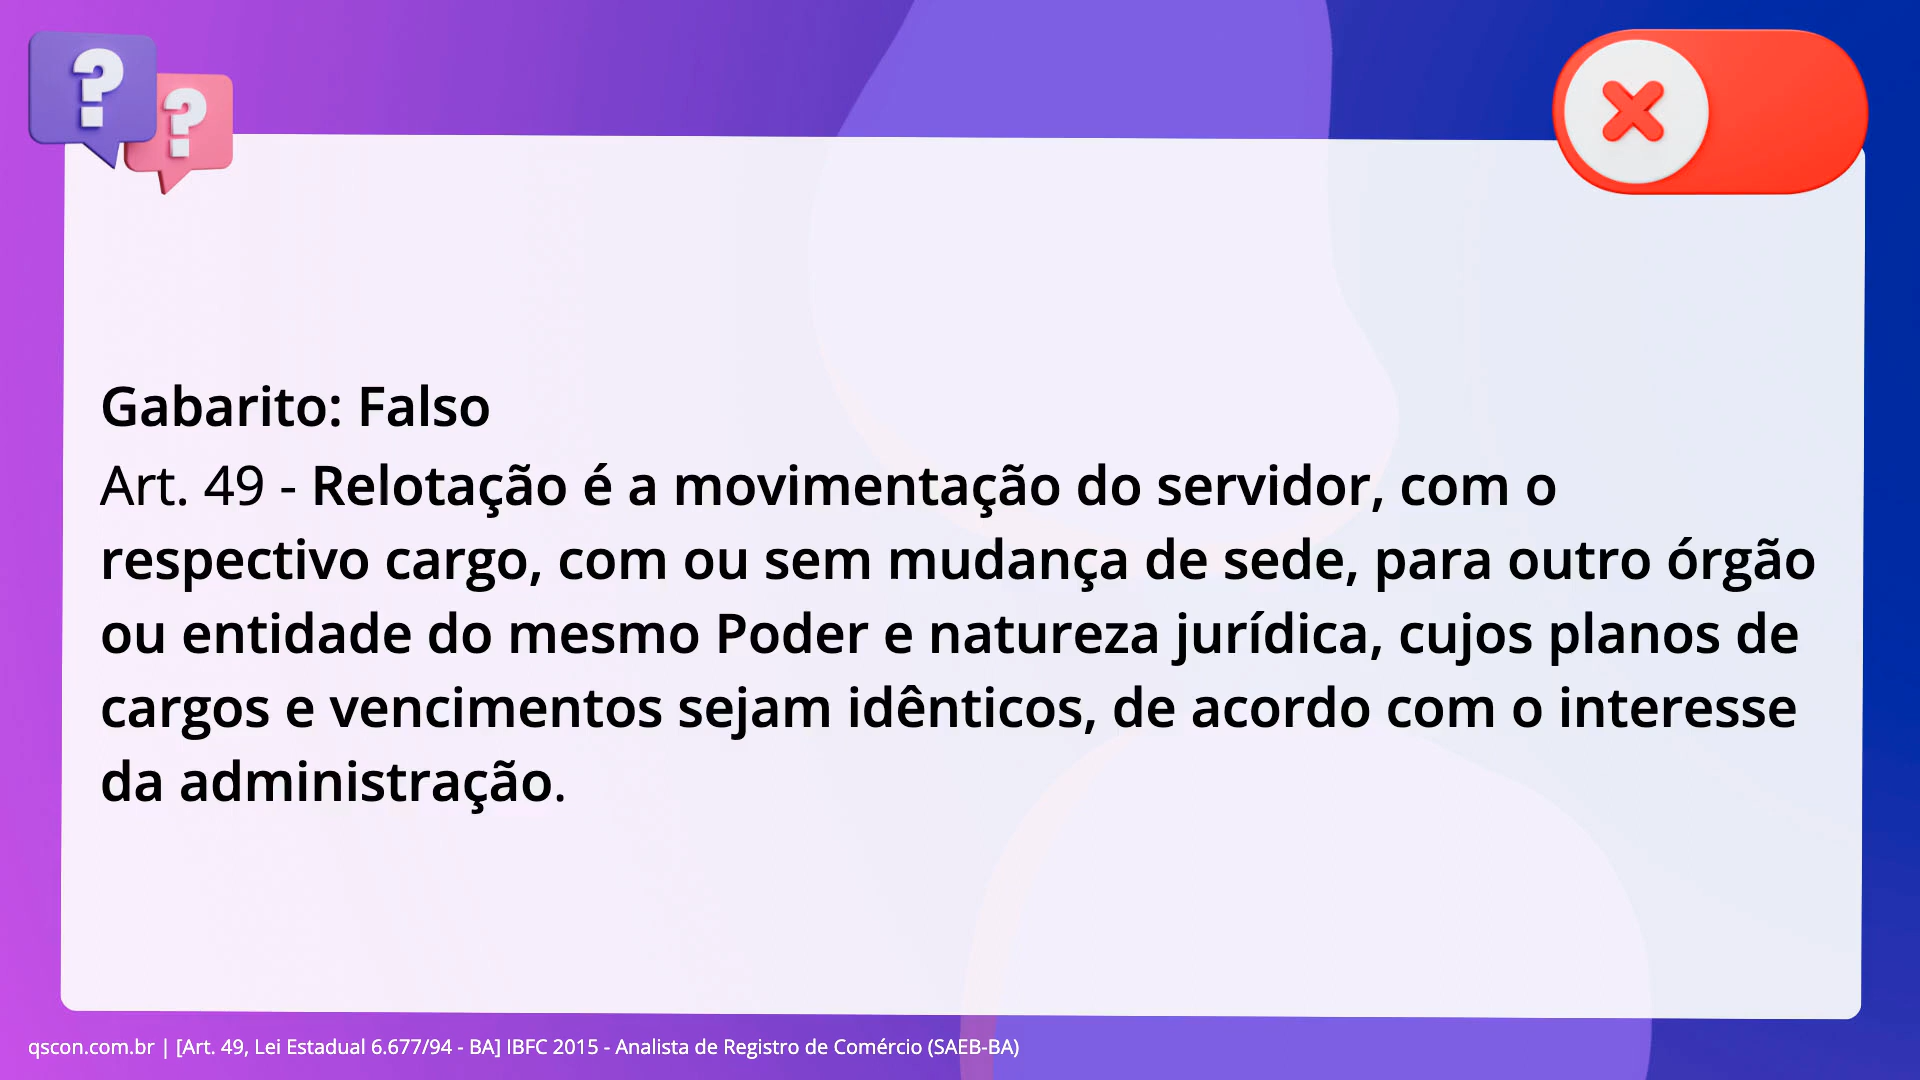 Gabarito: Falso
Art. 49 - Relotação é a movimentação do servidor, com o
respectivo cargo, com ou sem mudança de sede, para outro órgão
ou entidade do mesmo Poder e natureza jurídica, cujos planos de
cargos e vencimentos sejam idênticos, de acordo com o interesse
da administração.
qscon.com.br | [Art. 49, Lei Estadual 6.677/94 - BA] IBFC 2015 - Analista de Registro de Comércio (SAEB-BA)